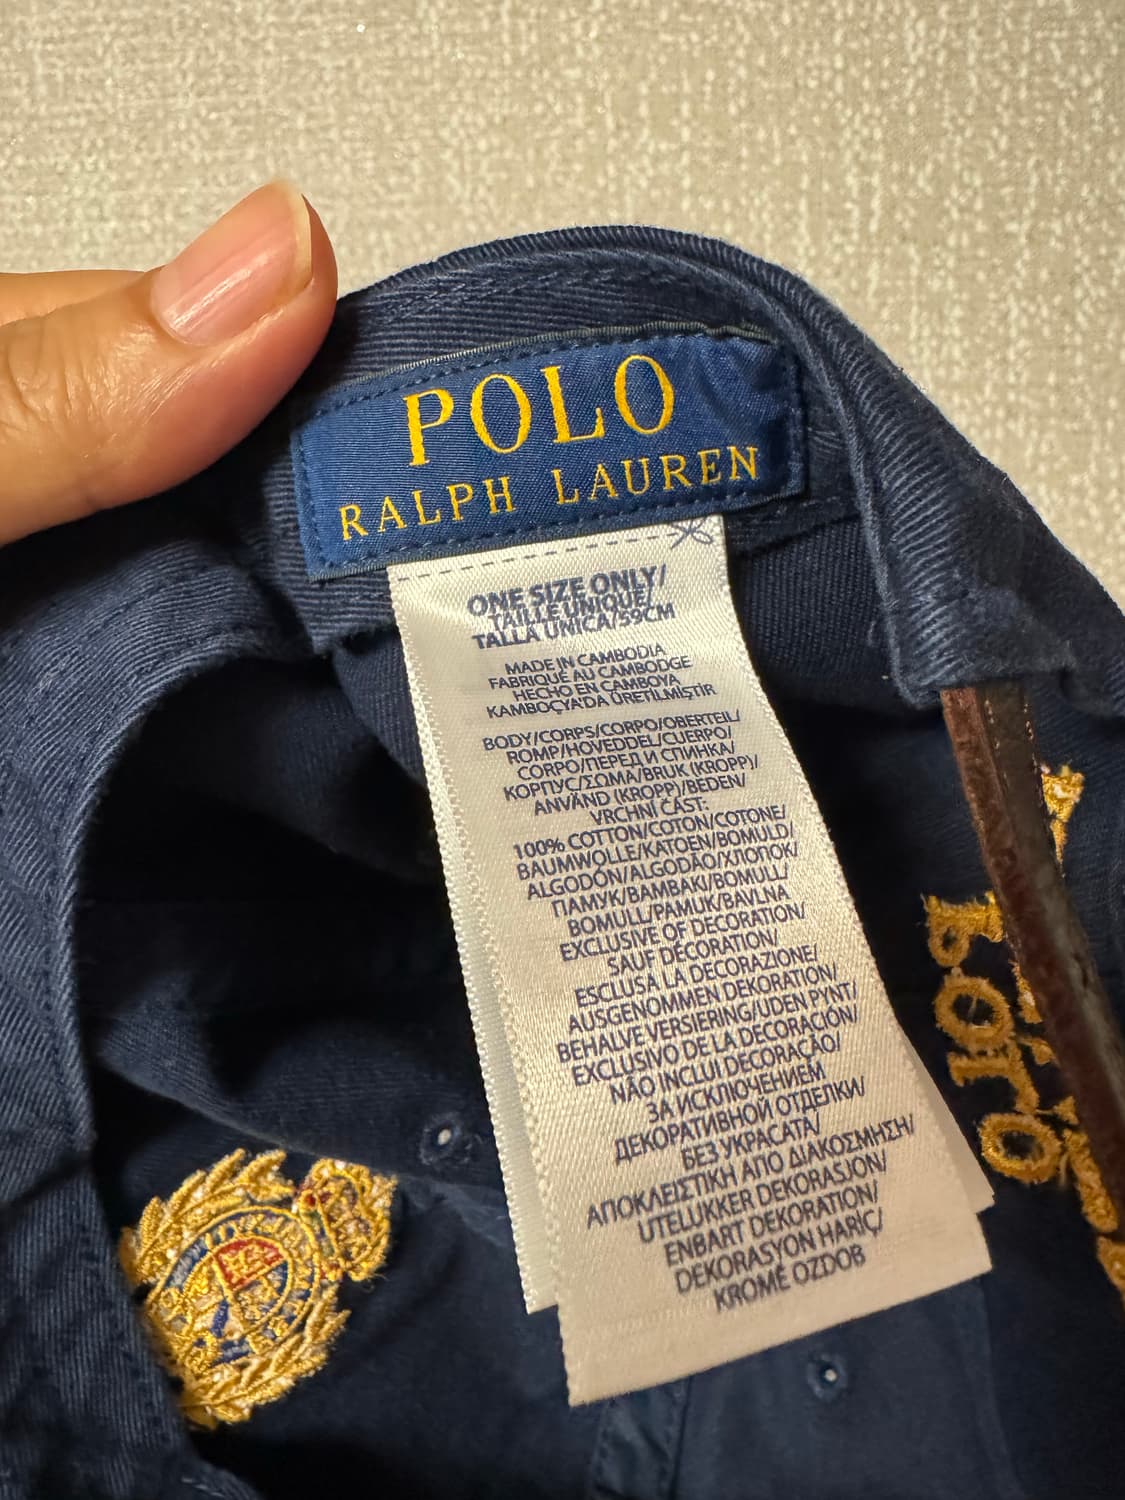 POLO
RALPH LAUREN
ONE SIZE ONLY/
TAILLE UNIQUE/
TALLA ÚNICA/59CM
MADE IN CAMBODIA
FABRIQUÉ AU CAMBODGE
HECHO EN CAMBOYA
KAMBOÇYA'DA ÜRETİLMİŞTİR
BODY/CORPS/CORPO/OBERTEIL/
ROMP/HOVEDDEL/CUERPO/
CORPO/ПЕРЕД И СПИНКА/
КОРПУС/ΣΩΜΑ/BRUK (KROPP)/
ANVÄND (KROPP)/BEDEN/
VRCHNÍ ČÁST:
100% COTTON/COTON/COTONE/
BAUMWOLLE/KATOEN/BOMULD/
ALGODÓN/ALGODÃO/ХЛОПОК/
ПАМУК/ΒΑΜΒΑΚΙ/BOMULL/
BOMULL/PAMUK/BAVLNA
EXCLUSIVE OF DECORATION/
SAUF DÉCORATION/
ESCLUSA LA DECORAZIONE/
AUSGENOMMEN DEKORATION/
BEHALVE VERSIERING/UDEN PYNT/
EXCLUSIVO DE LA DECORACIÓN/
NÃO INCLUI DECORAÇÃO/
ЗА ИСКЛЮЧЕНИЕМ
ДЕКОРАТИВНОЙ ОТДЕЛКИ/
БЕЗ УКРАСАТА/
ΑΠΟΚΛΕΙΣΤΙΚΗ ΑΠΟ ΔΙΑΚΟΣΜΗΣΗ/
UTELUKKER DEKORASJON/
ENBART DEKORATION/
DEKORASYON HARİÇ/
KROMĚ OZDOB